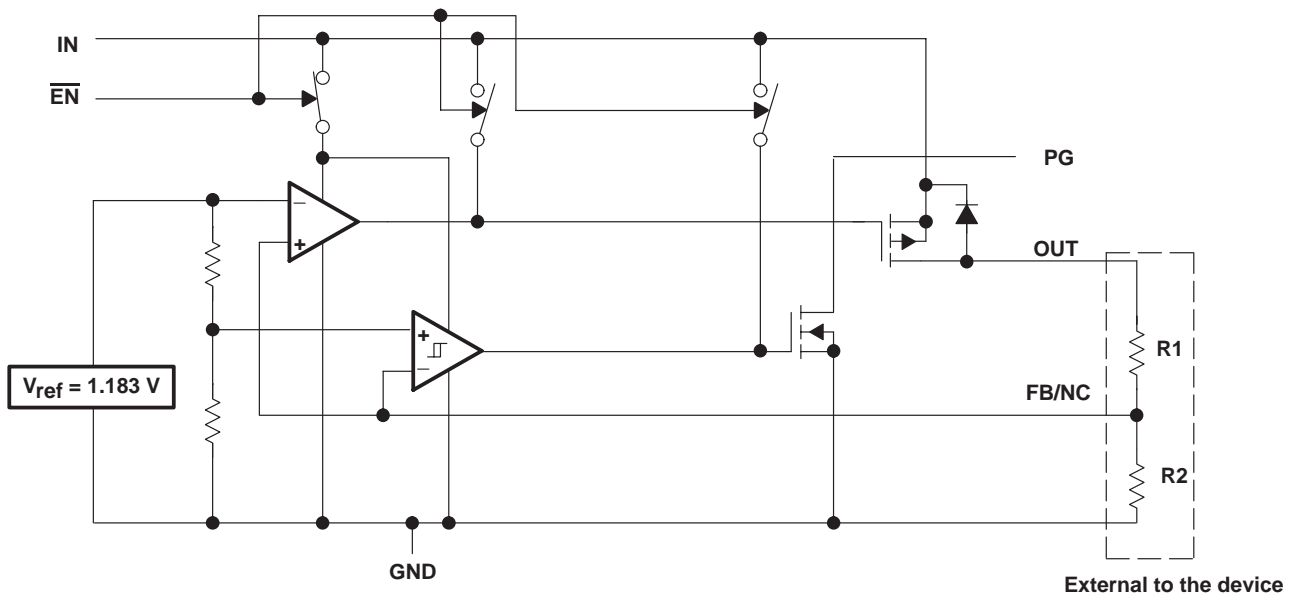 IN
EN
PG
OUT
R1
Vref = 1.183 V
FB/NC
R2
GND
External to the device